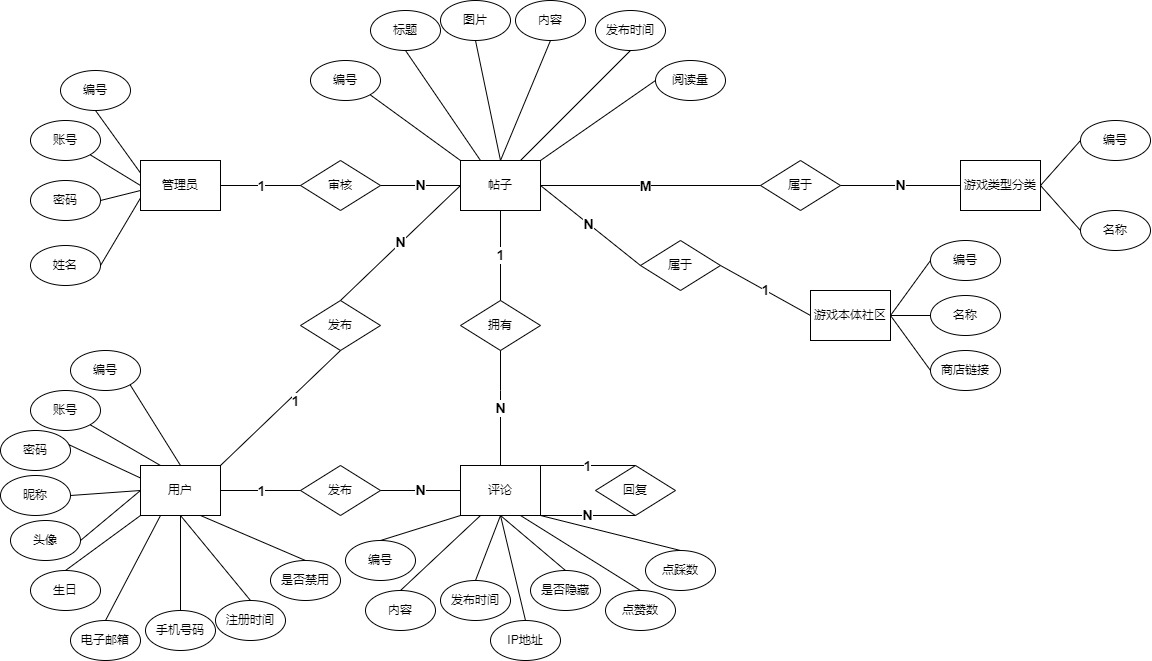 标题
图片
内容
发布时间
编号
阅读量
编号
账号
密码
姓名
管理员
1
审核
N
帖子
M
属于
N
游戏类型分类
编号
名称
N
属于
1
游戏本体社区
编号
名称
商店链接
N
发布
1
1
拥有
N
编号
账号
密码
昵称
头像
生日
电子邮箱
手机号码
注册时间
是否禁用
用户
1
发布
N
评论
1
回复
N
编号
内容
发布时间
IP地址
是否隐藏
点赞数
点踩数